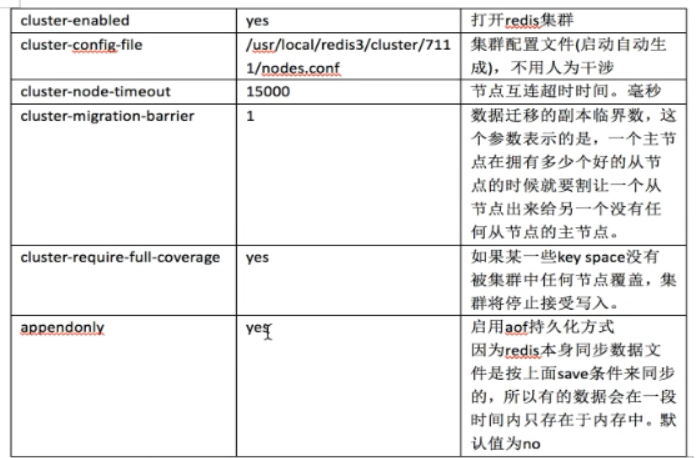 cluster-enabled yes 打开redis集群
cluster-config-file /usr/local/redis3/cluster/711 集群配置文件(启动自动生
1/nodes.conf 成)，不用人为干涉
cluster-node-timeout 15000 节点互连超时时间。毫秒
cluster-migration-barrier 1 数据迁移的副本临界数，这
个参数表示的是，一个主节
点在拥有多少个好的从节
点的时候就要割让一个从
节点出来给另一个没有任
何从节点的主节点。
cluster-require-full-coverage yes 如果某一些key space没有
被集群中任何节点覆盖，集
群将停止接受写入。
appendonly yes 启用aof持久化方式
因为redis本身同步数据文
件是按上面save条件来同步
的，所以有的数据会在一段
时间内只存在于内存中。默
认值为no